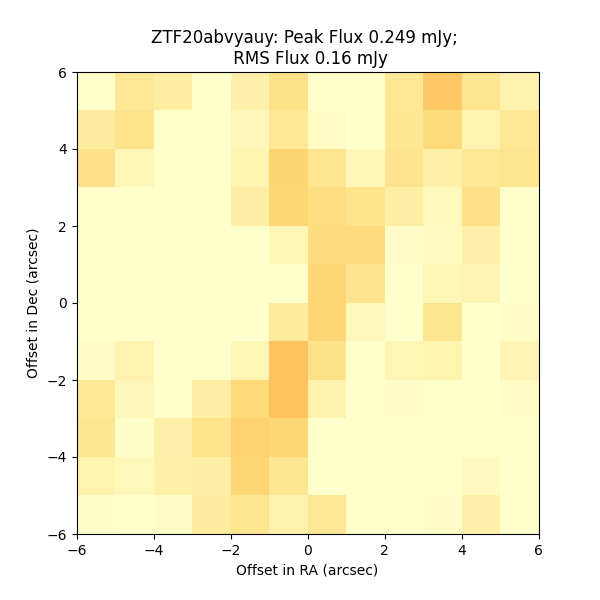 ZTF20abvyauy: Peak Flux 0.249 mJy;
RMS Flux 0.16 mJy
6
4
2
0
−2
−4
−6
Offset in Dec (arcsec)
−6 −4 −2 0 2 4 6
Offset in RA (arcsec)